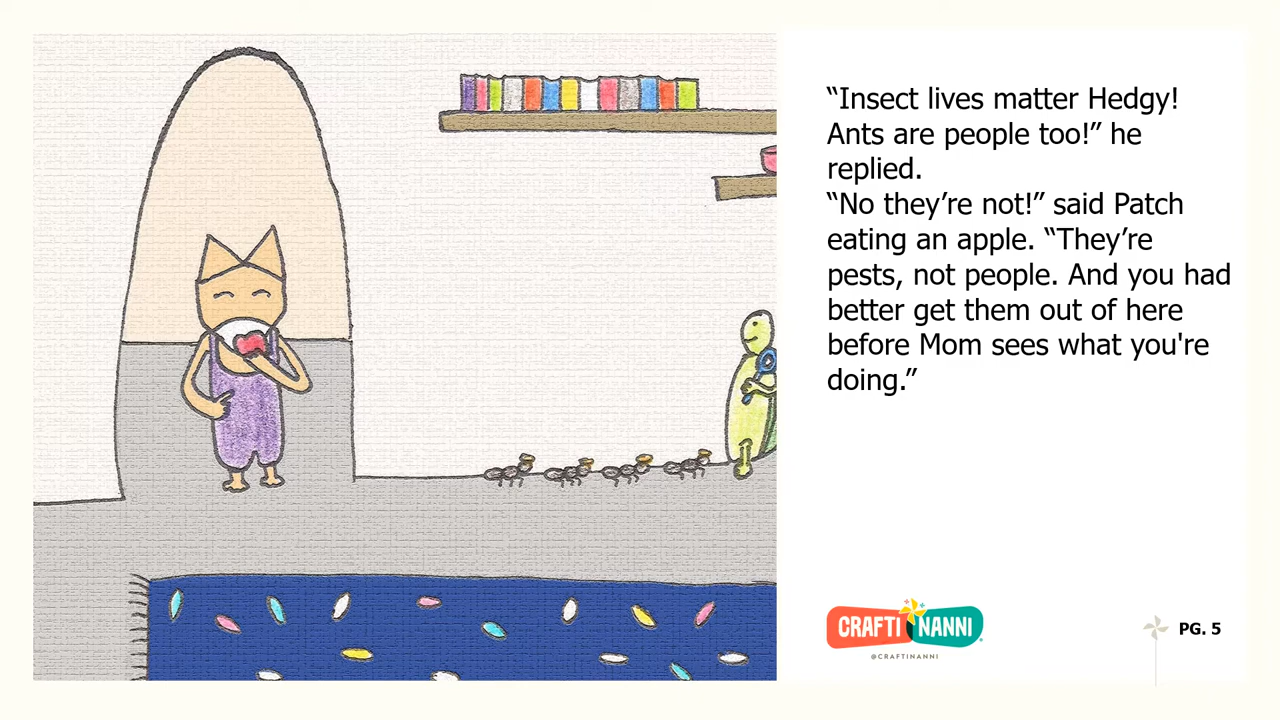 “Insect lives matter Hedgy!
Ants are people too!” he
replied.
“No they’re not!” said Patch
eating an apple. “They’re
pests, not people. And you had
better get them out of here
before Mom sees what you're
doing.”
CRAFTI NANNI
@CRAFTINANNI
PG. 5